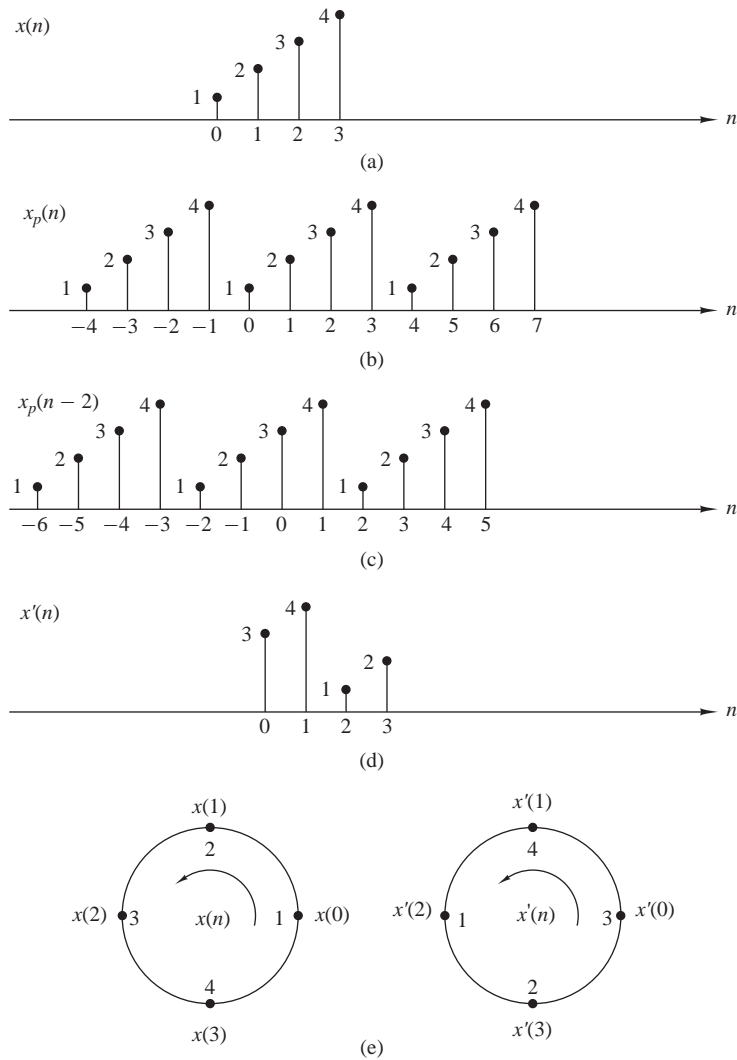 x(n)
4
3
2
1
0 1 2 3
n
(a)
x_p(n)
4 4 4
3 3 3
2 2 2
1 1 1
−4 −3 −2 −1 0 1 2 3 4 5 6 7
n
(b)
x_p(n − 2)
4 4 4
3 3 3
2 2 2
1 1 1
−6 −5 −4 −3 −2 −1 0 1 2 3 4 5
n
(c)
x′(n)
4
3
2
1
0 1 2 3
n
(d)
x(1) x′(1)
2 4
x(2) 3 x(n) 1 x(0) x′(2) 1 x'(n) 3 x′(0)
4 2
x(3) x′(3)
(e)